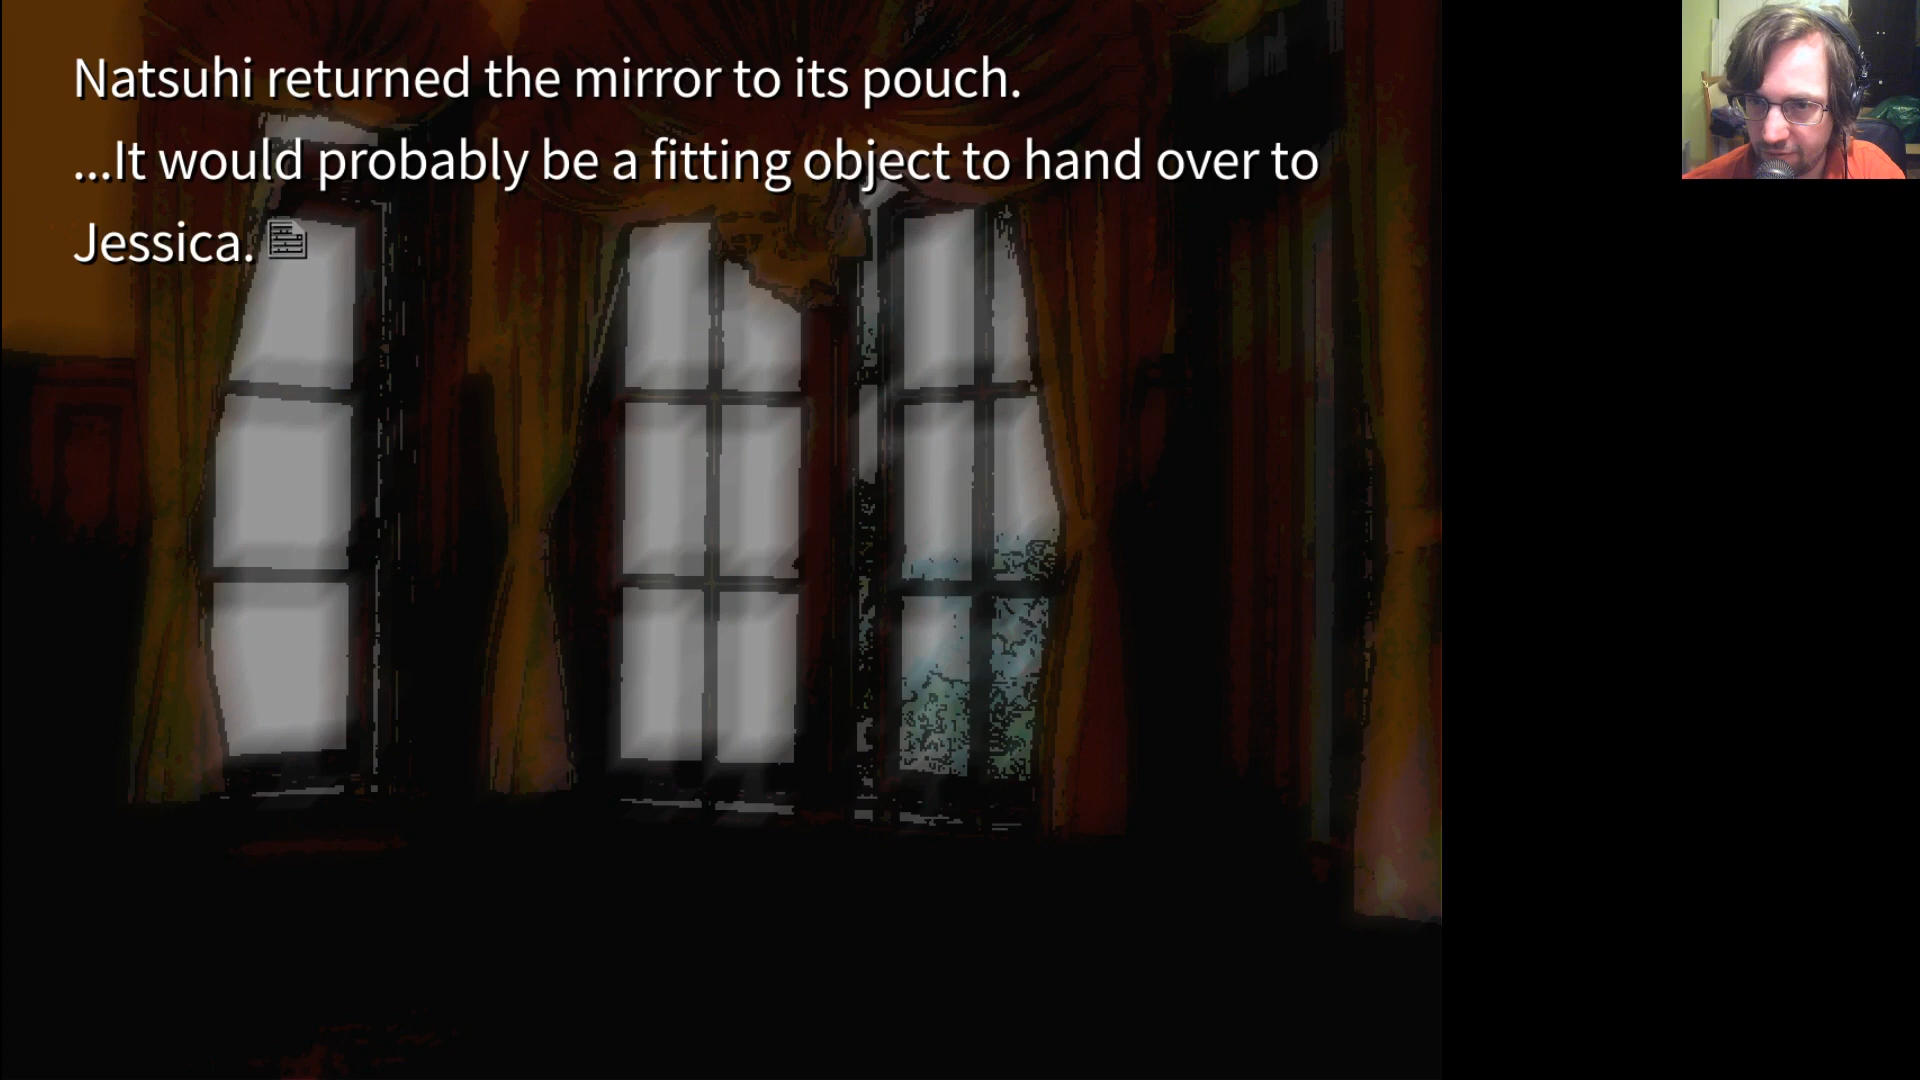 Natsuhi returned the mirror to its pouch.
...It would probably be a fitting object to hand over to
Jessica.